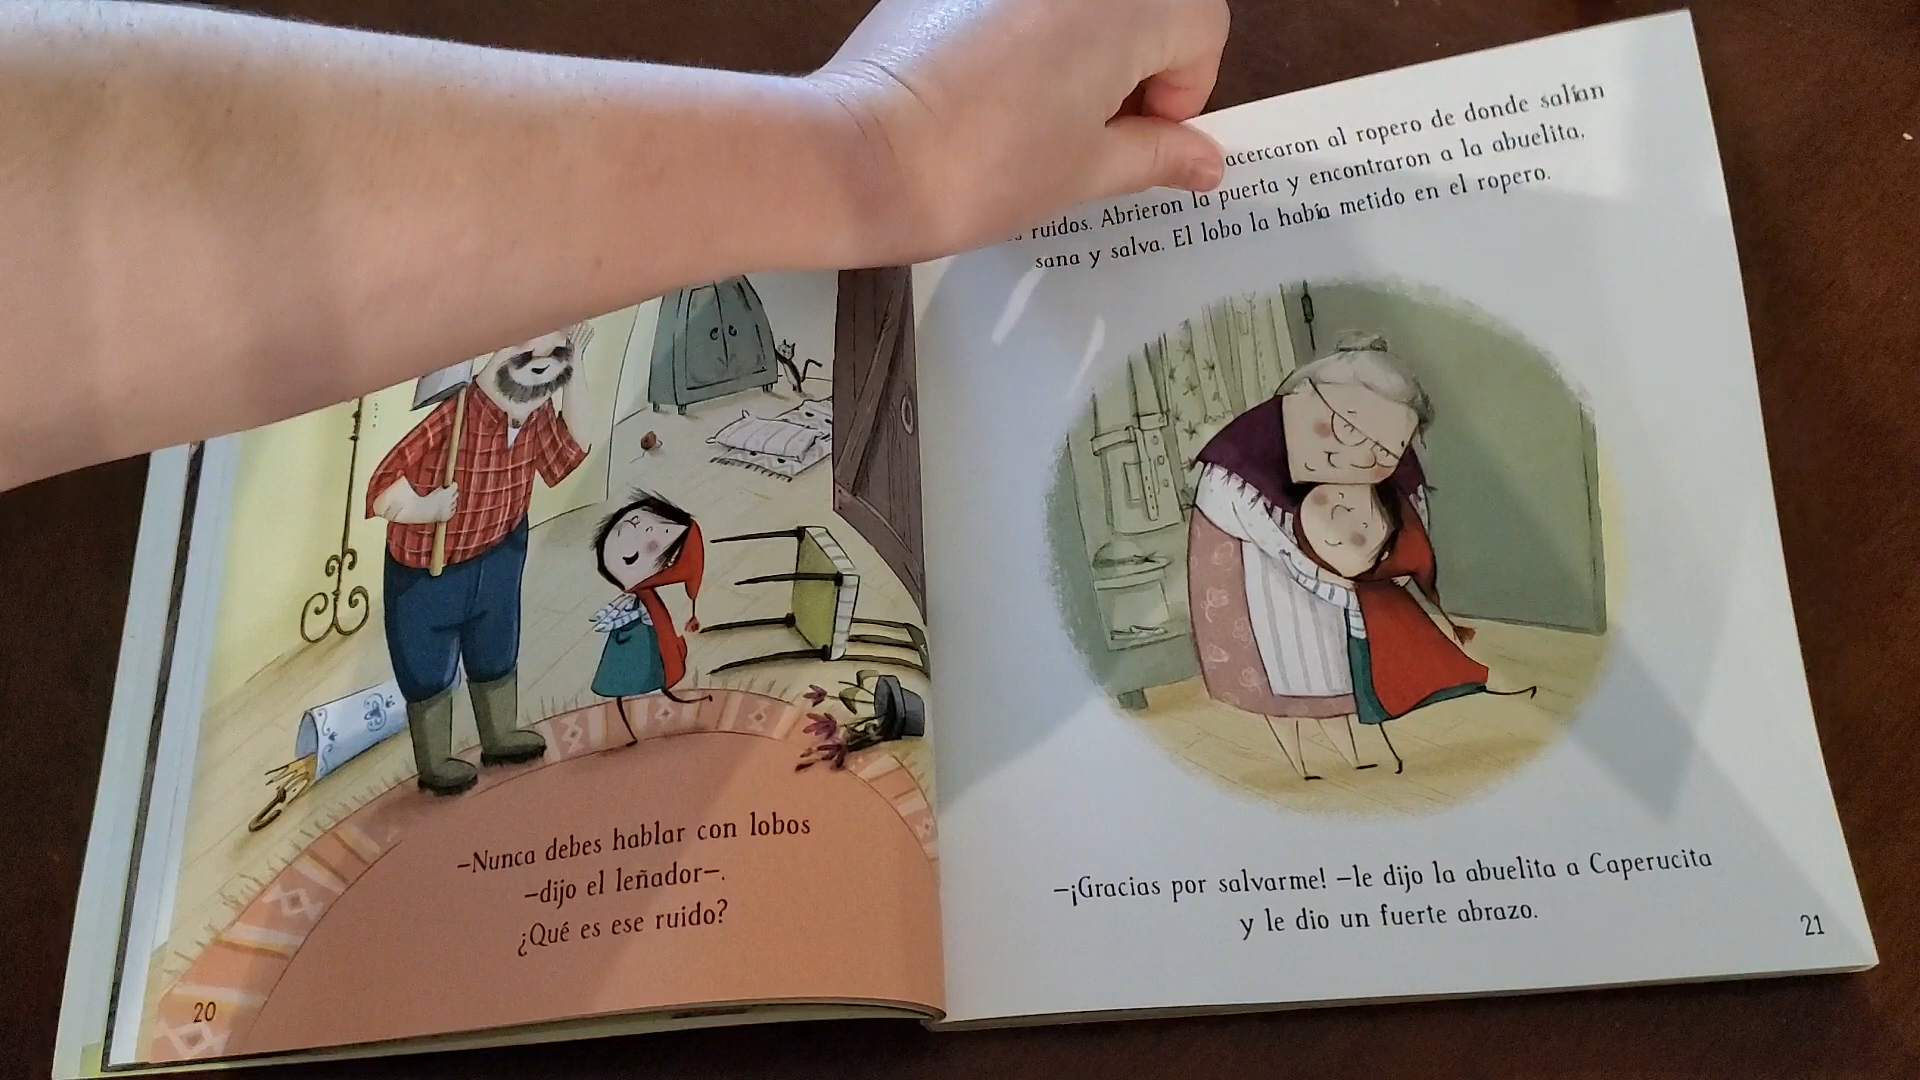 –Nunca debes hablar con lobos
–dijo el leñador–.
¿Qué es ese ruido?
20
acercaron al ropero de donde salían
ruidos. Abrieron la puerta y encontraron a la abuelita,
sana y salva. El lobo la había metido en el ropero.
–¡Gracias por salvarme! –le dijo la abuelita a Caperucita
y le dio un fuerte abrazo.
21